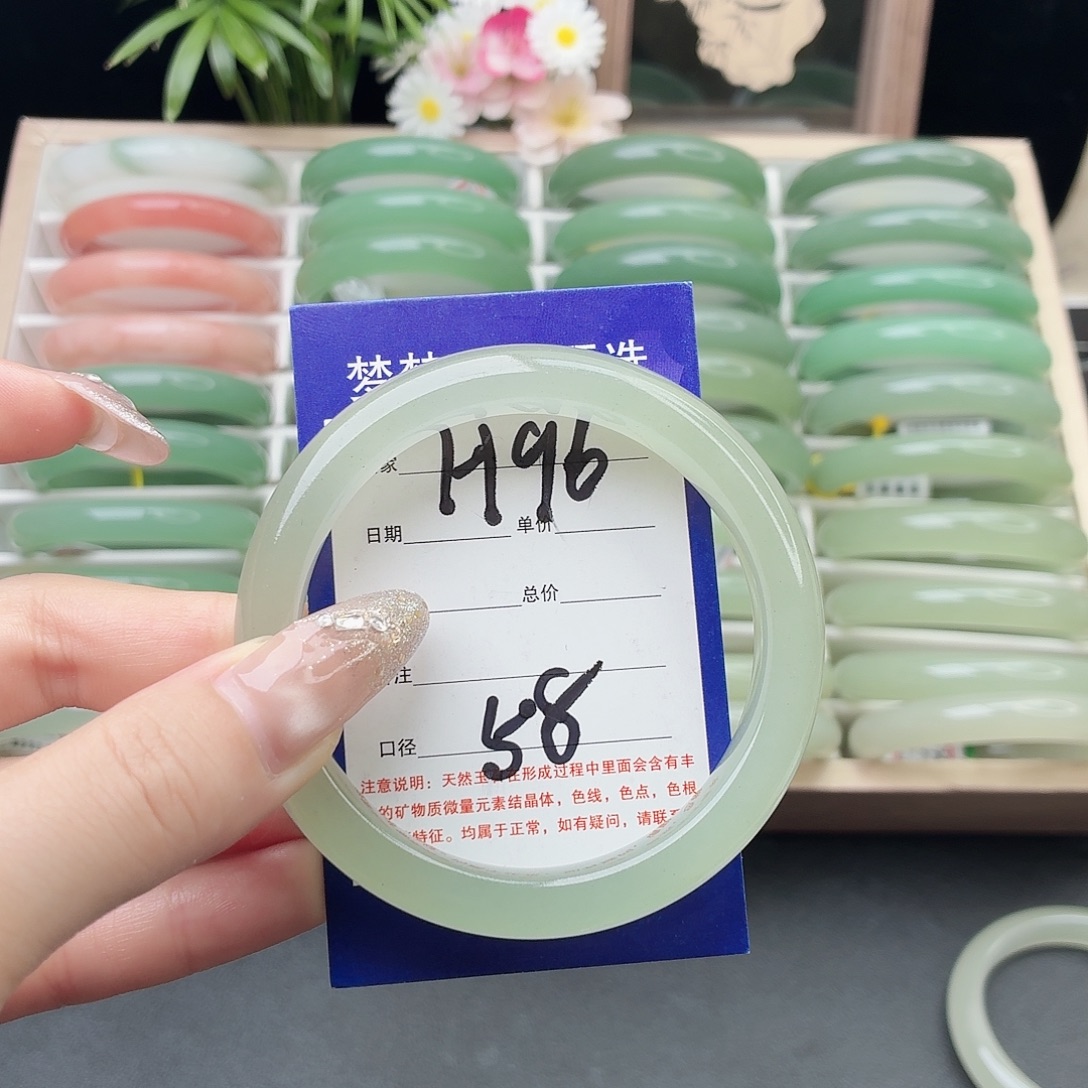 H96
家
日期 单价
总价
注
口径 58
注意说明：天然玉 在形成过程中里面会含有丰
的矿物质微量元素结晶体，色线，色点，色根
特征。均属于正常，如有疑问，请联